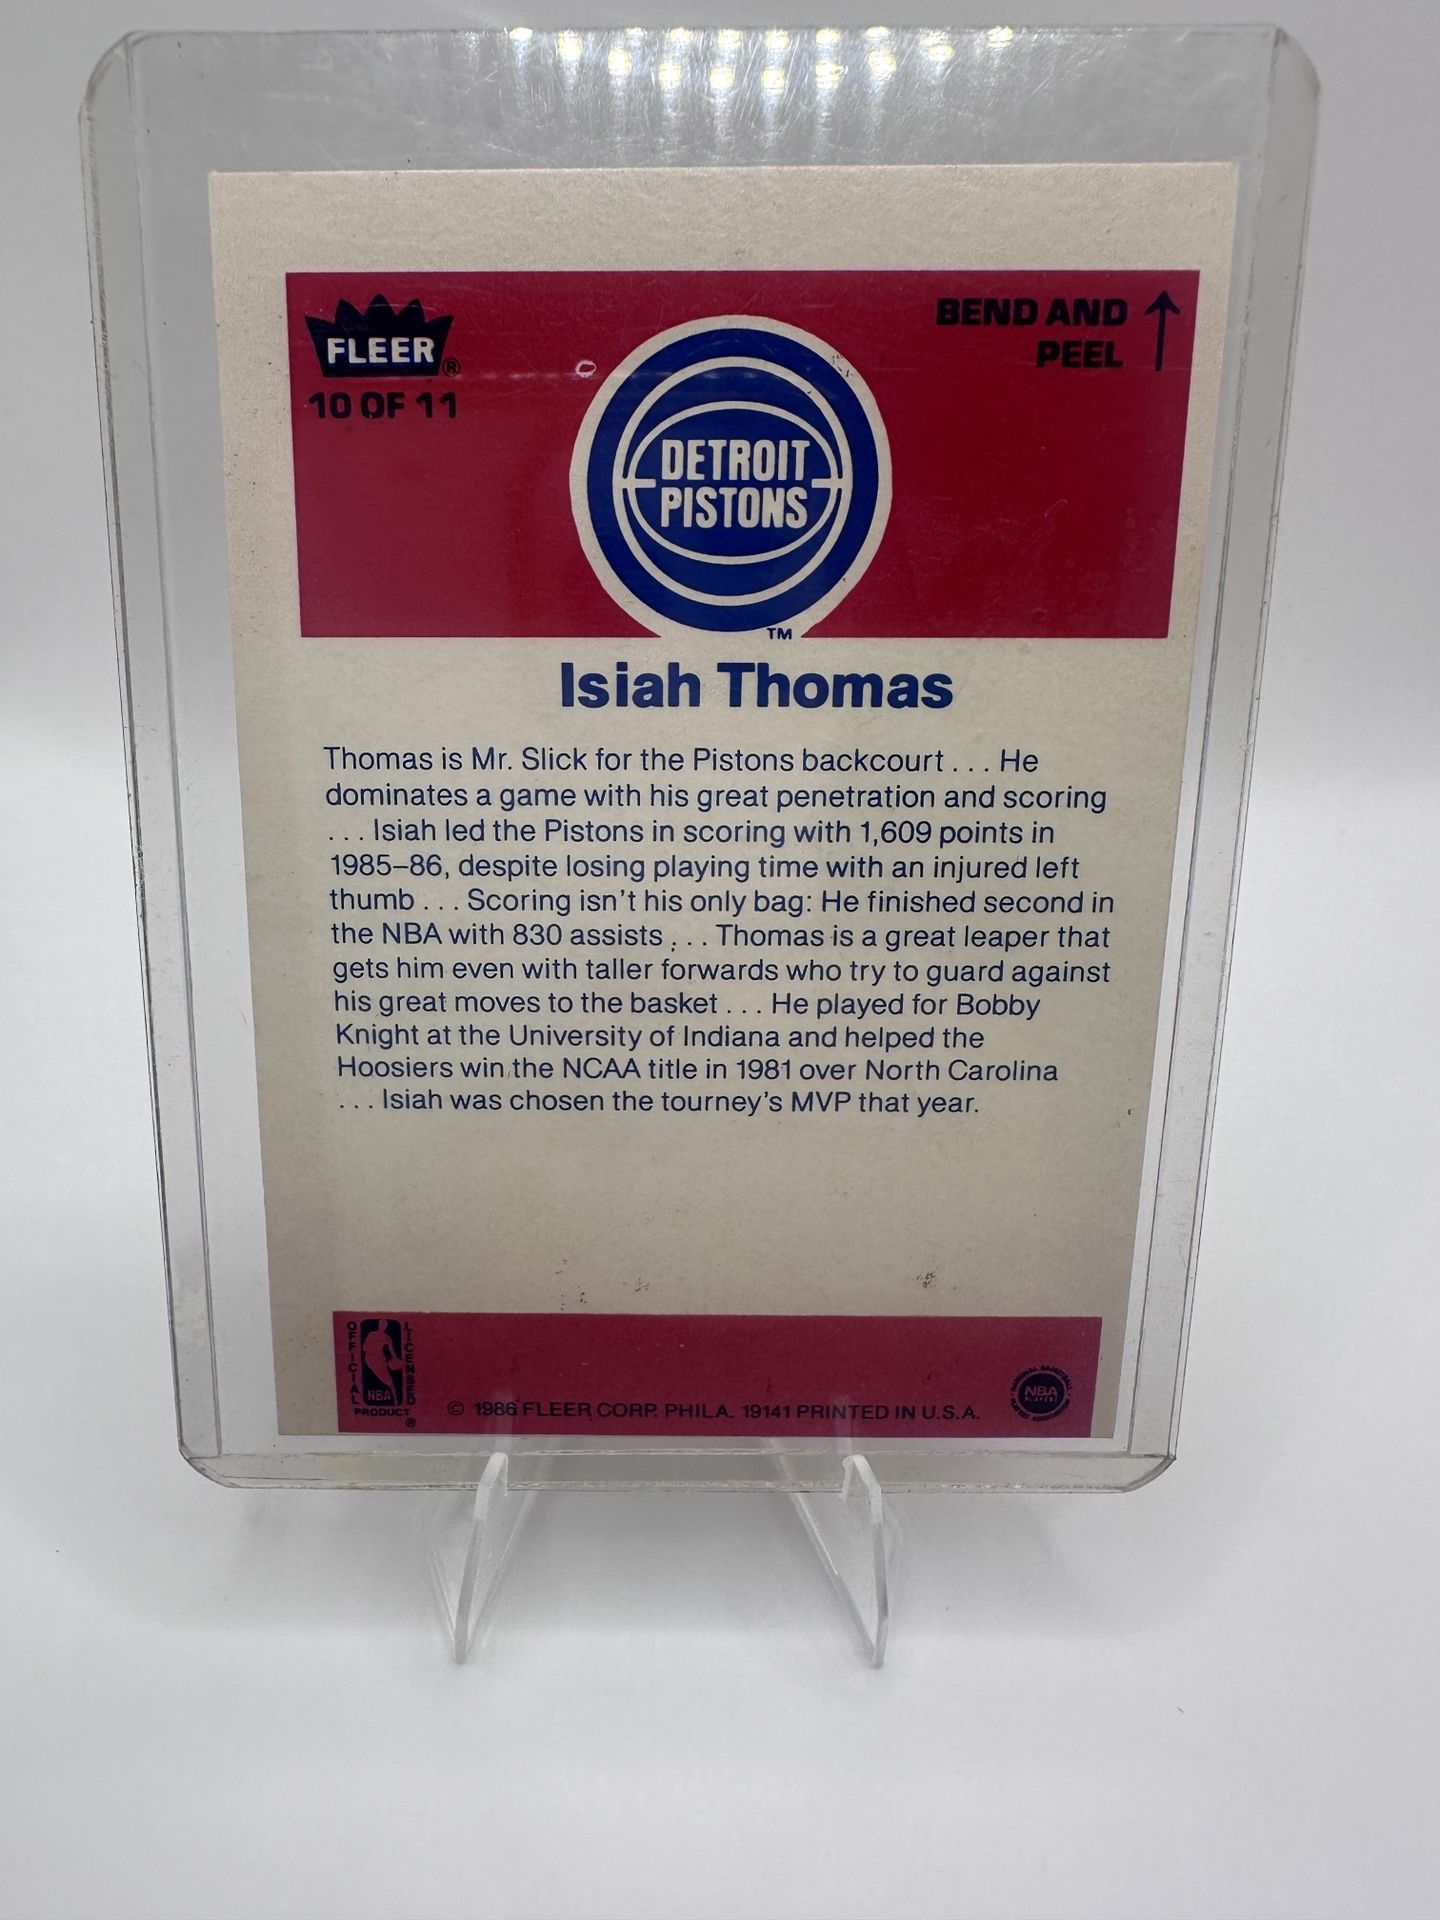 FLEER®
10 OF 11
BEND AND
PEEL
DETROIT
PISTONS
TM
Isiah Thomas
Thomas is Mr. Slick for the Pistons backcourt . . . He
dominates a game with his great penetration and scoring
. . . Isiah led the Pistons in scoring with 1,609 points in
1985–86, despite losing playing time with an injured left
thumb . . . Scoring isn't his only bag: He finished second in
the NBA with 830 assists . . . Thomas is a great leaper that
gets him even with taller forwards who try to guard against
his great moves to the basket . . . He played for Bobby
Knight at the University of Indiana and helped the
Hoosiers win the NCAA title in 1981 over North Carolina
. . . Isiah was chosen the tourney's MVP that year.
OFFICIAL
LICENSED
NBA
PRODUCT
®
© 1986 FLEER CORP. PHILA. 19141 PRINTED IN U.S.A.
NATIONAL BASKETBALL
NBA
PLAYERS
ASSOCIATION